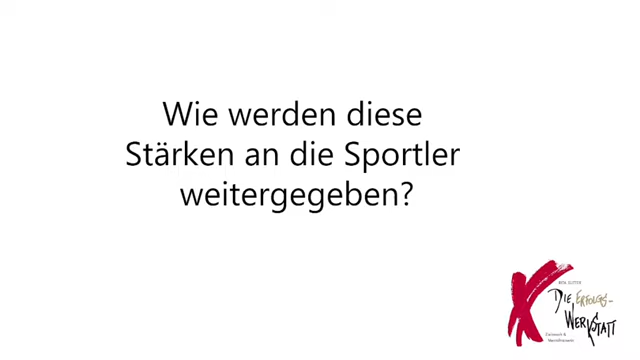 Wie werden diese
Stärken an die Sportler
weitergegeben?
DIE ERFOLGS-
WERKSTATT